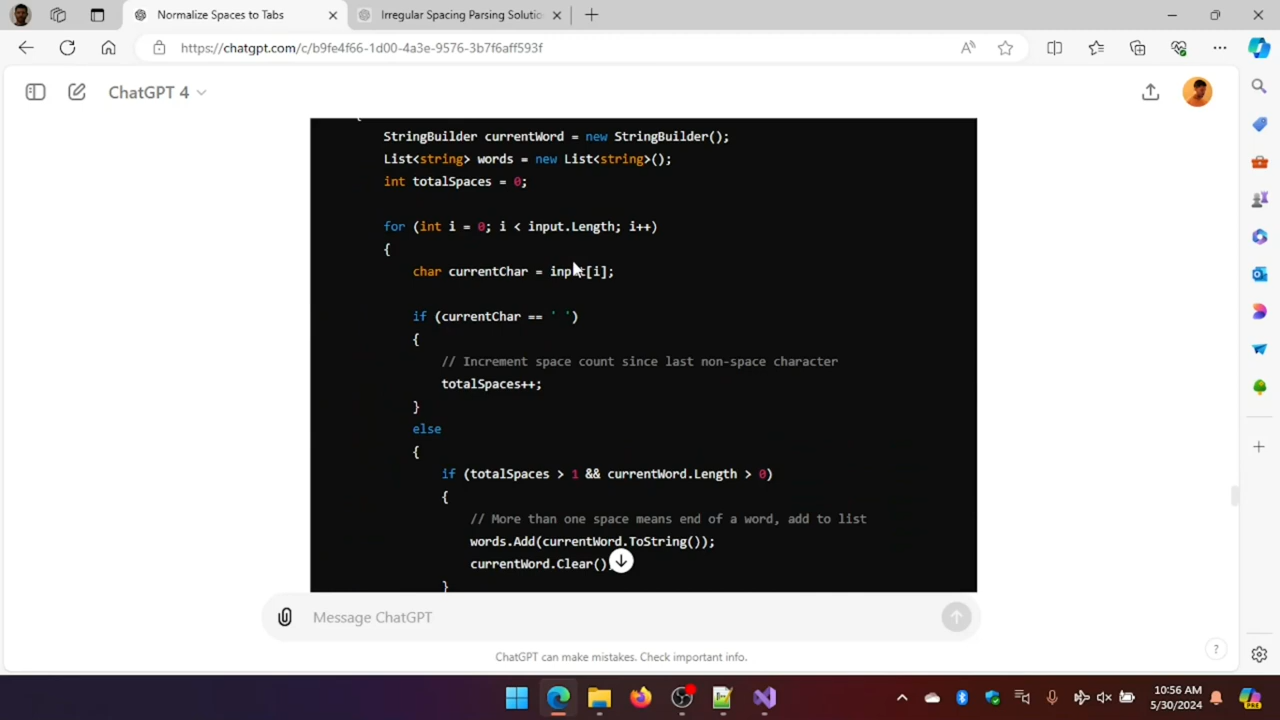 Normalize Spaces to Tabs
Irregular Spacing Parsing Solutio
https://chatgpt.com/c/b9fe4f66-1d00-4a3e-9576-3b7f6aff593f
ChatGPT 4
{
StringBuilder currentWord = new StringBuilder();
List<string> words = new List<string>();
int totalSpaces = 0;
for (int i = 0; i < input.Length; i++)
{
char currentChar = input[i];
if (currentChar == ' ')
{
// Increment space count since last non-space character
totalSpaces++;
}
else
{
if (totalSpaces > 1 && currentWord.Length > 0)
{
// More than one space means end of a word, add to list
words.Add(currentWord.ToString());
currentWord.Clear()
}
Message ChatGPT
ChatGPT can make mistakes. Check important info.
?
10:56 AM
5/30/2024
PRE